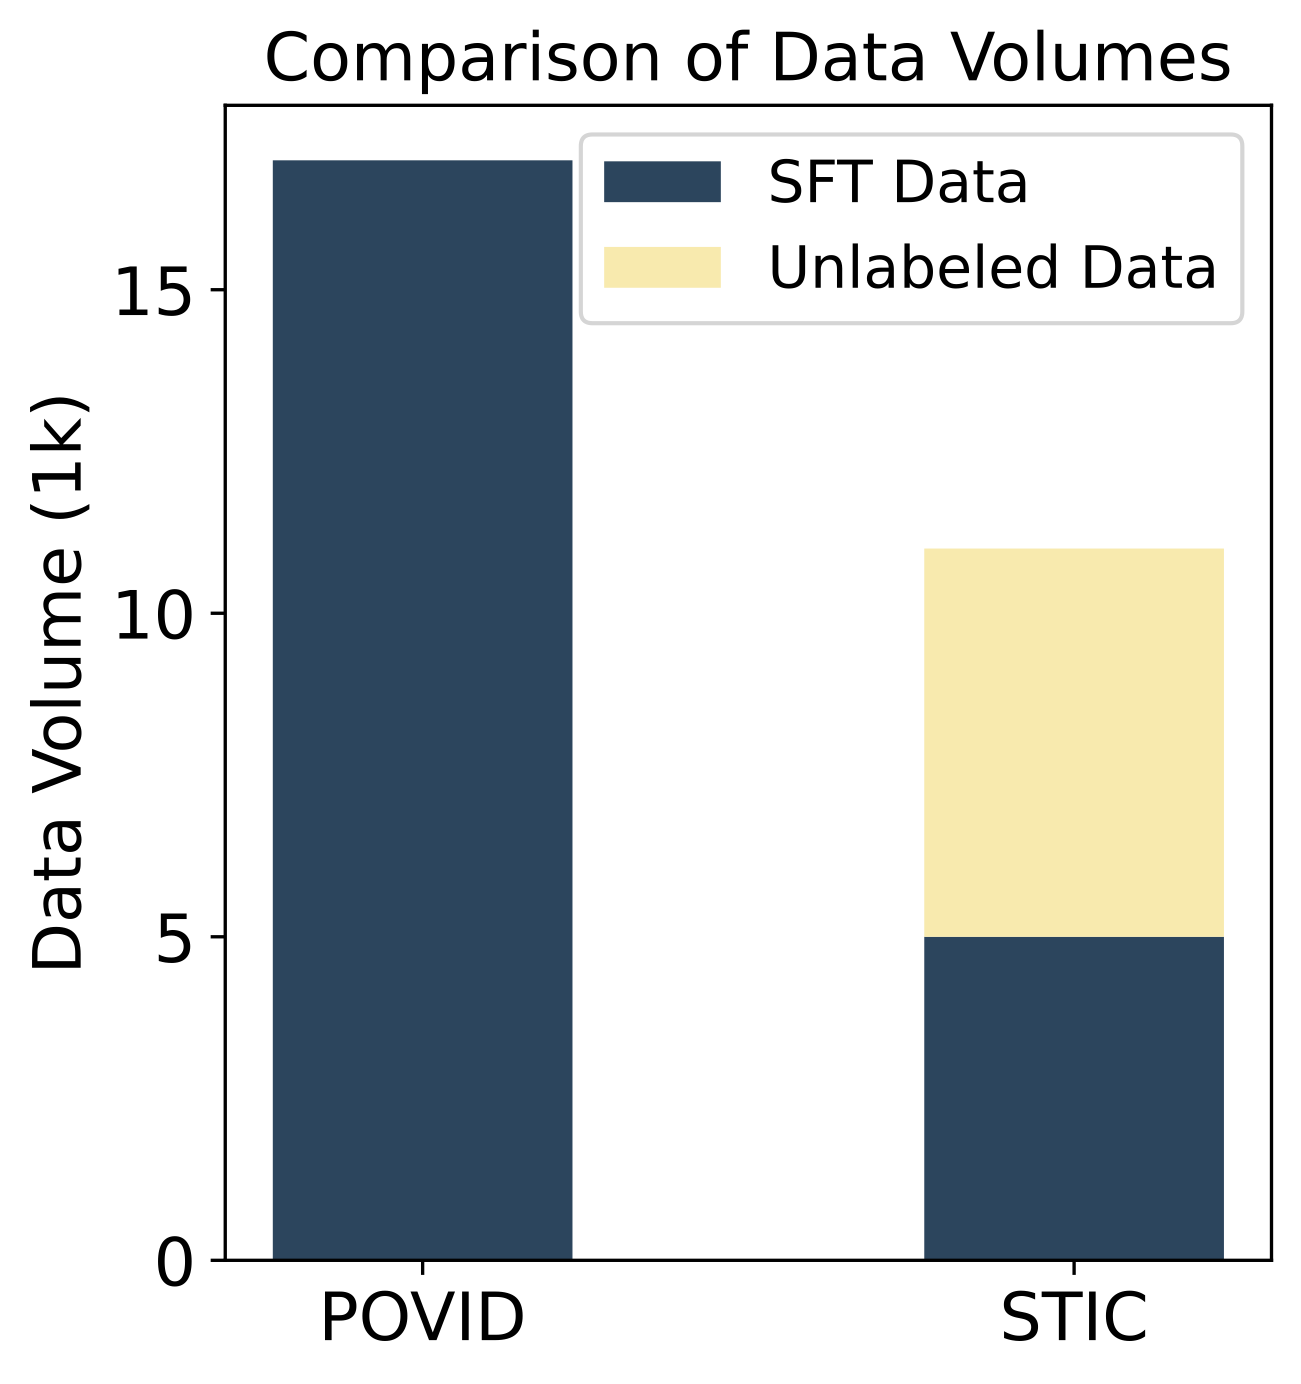 Comparison of Data Volumes
SFT Data
Unlabeled Data
Data Volume (1k)
15
10
5
0
POVID
STIC